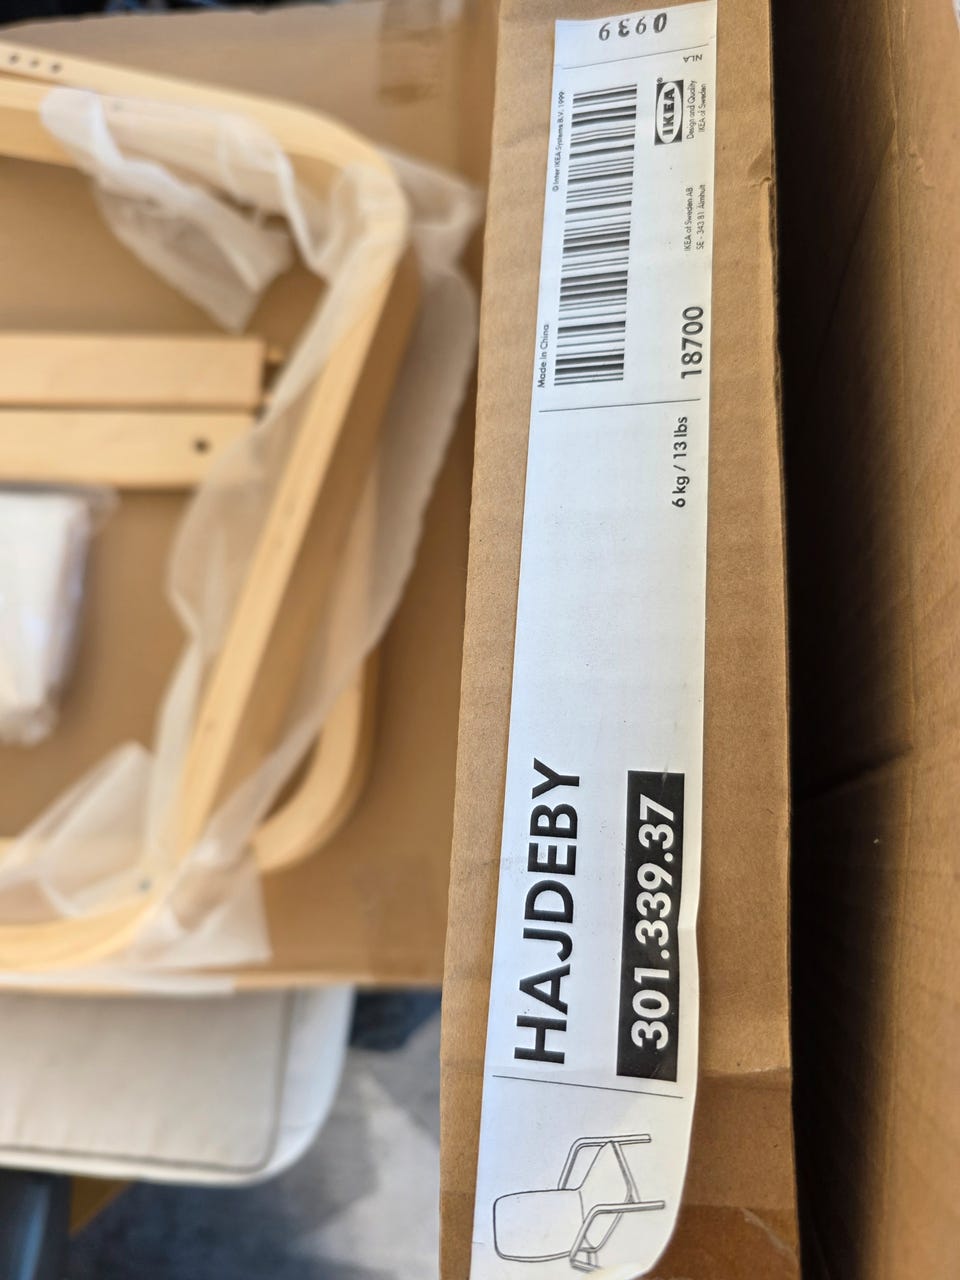 HAJDEBY
301.339.37
6 kg / 13 lbs
Made in China
© Inter IKEA Systems B.V. 1999
18700
IKEA of Sweden AB
SE - 343 81 Älmhult
IKEA®
Design and Quality
IKEA of Sweden
NLA
0939